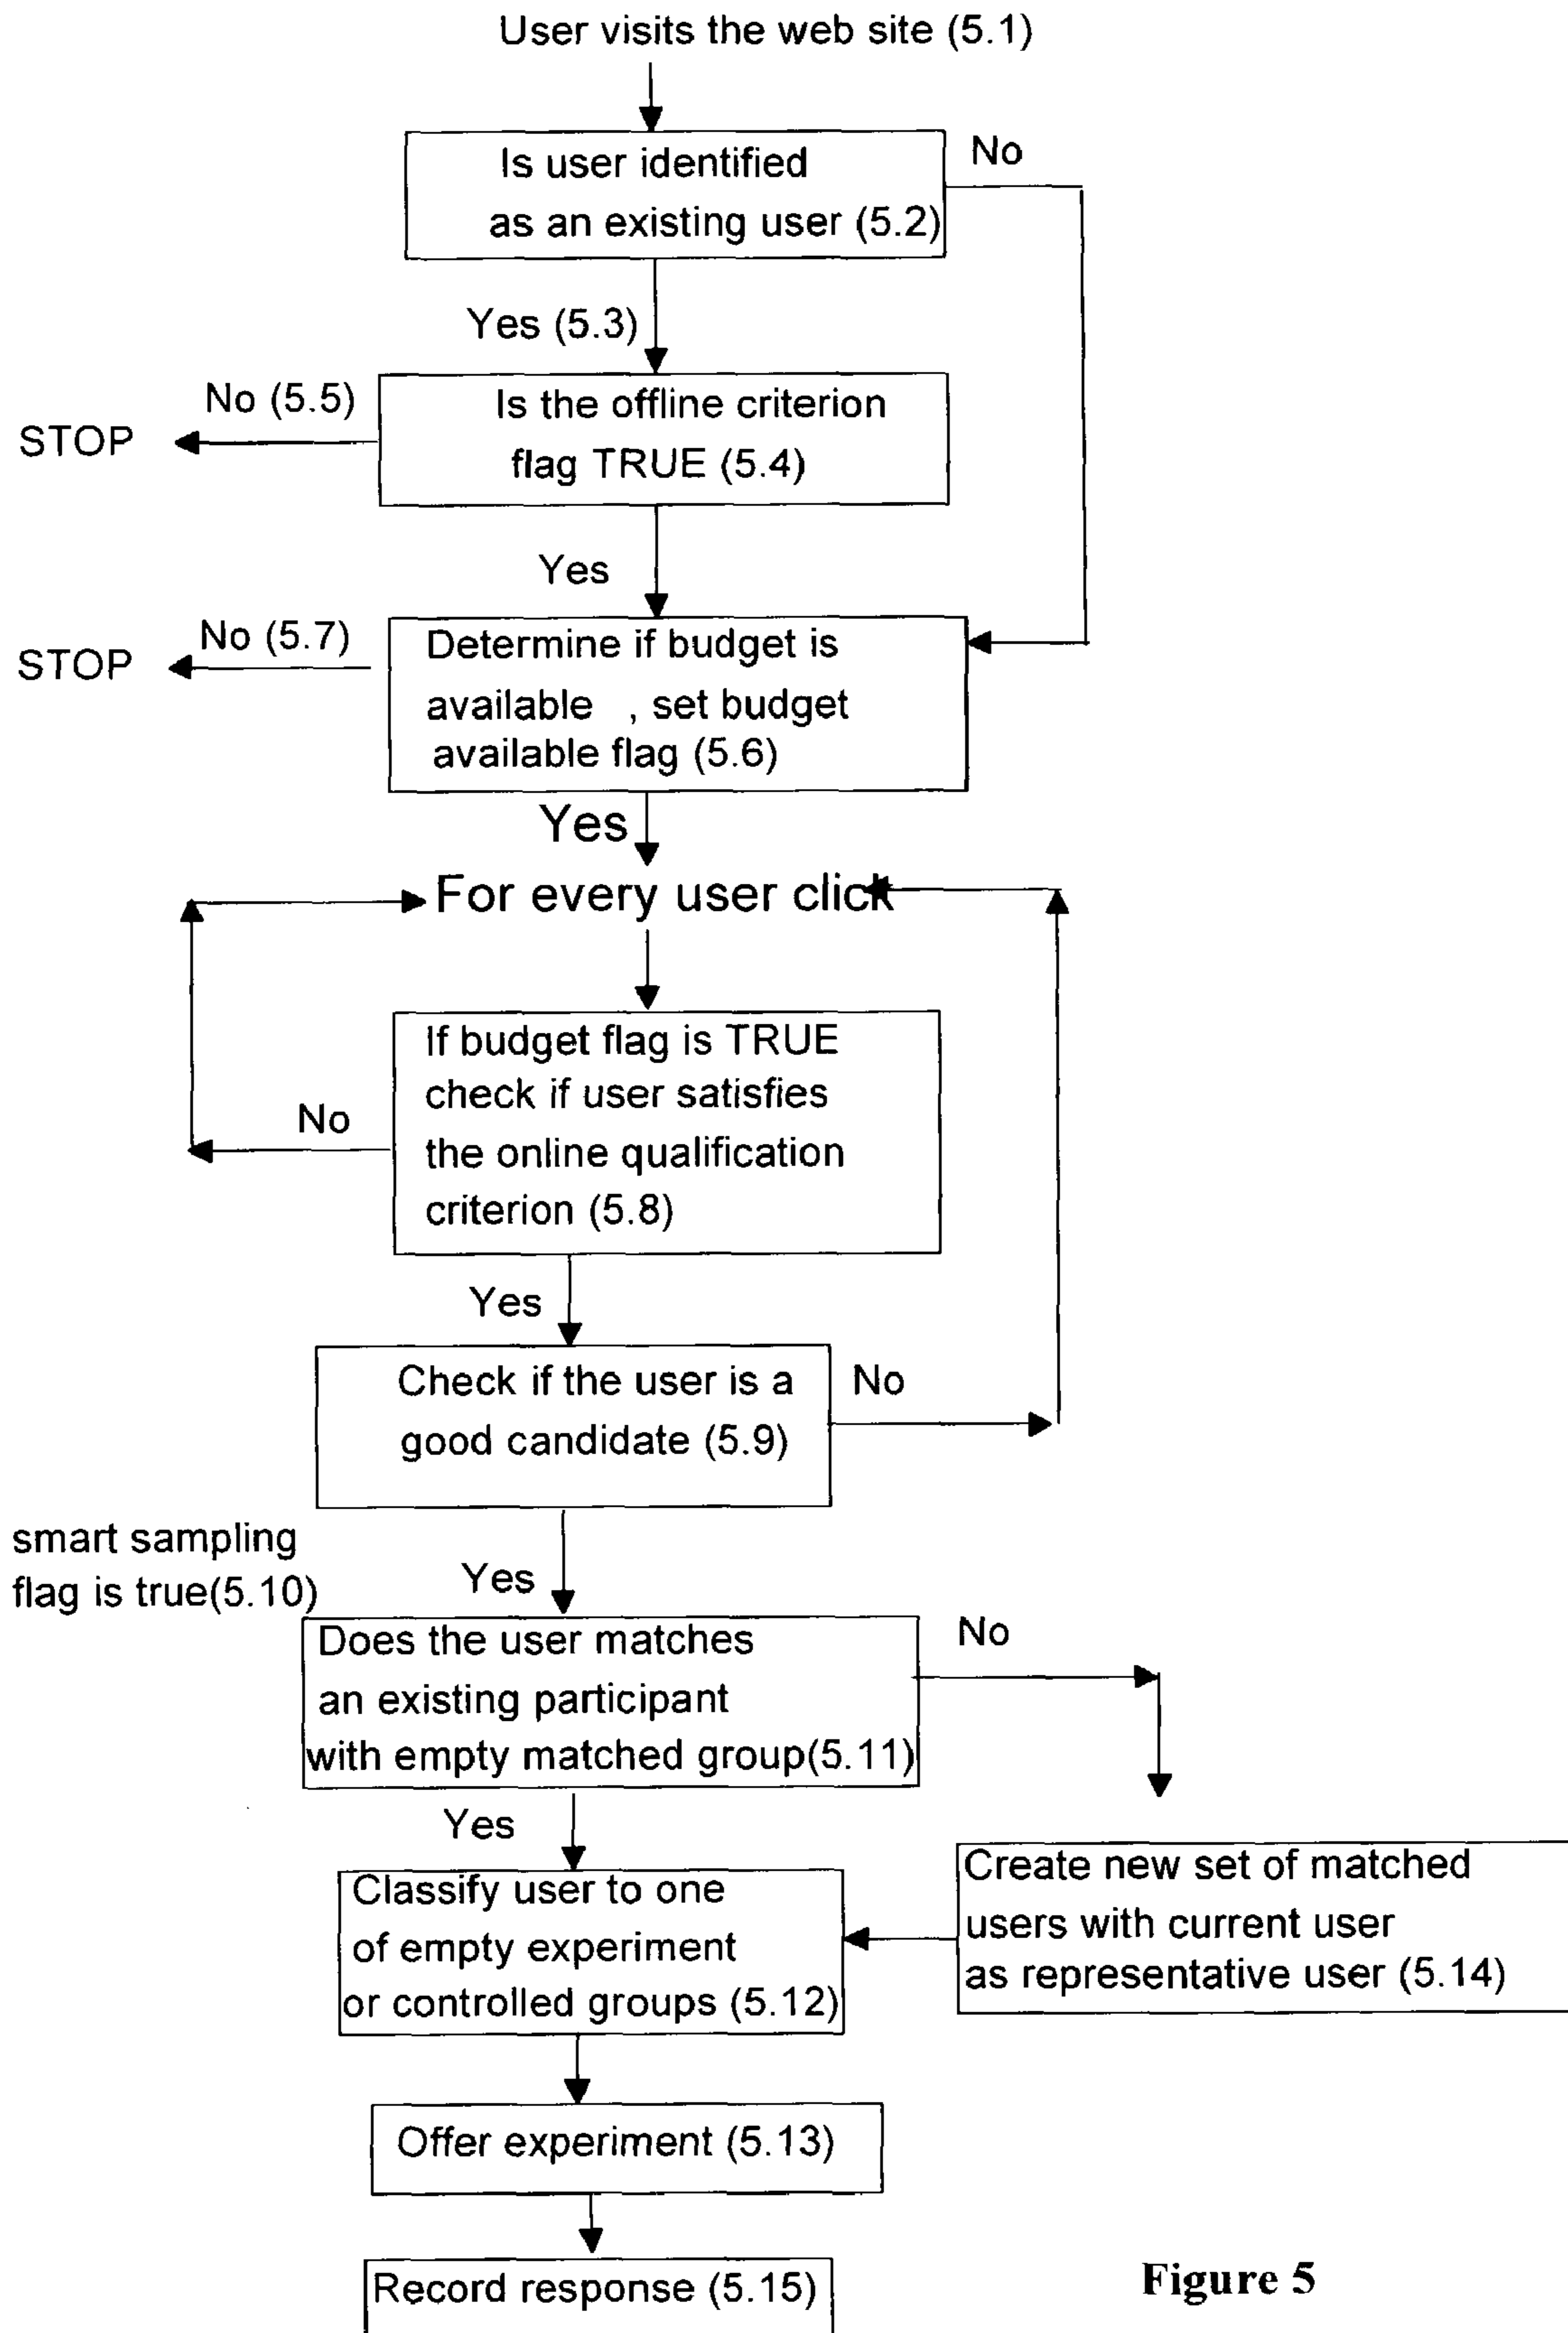 User visits the web site (5.1)
Is user identified
as an existing user (5.2)
No
Yes (5.3)
No (5.5)
STOP
Is the offline criterion
flag TRUE (5.4)
Yes
No (5.7)
STOP
Determine if budget is
available , set budget
available flag (5.6)
Yes
For every user click
If budget flag is TRUE
check if user satisfies
the online qualification
criterion (5.8)
No
Yes
Check if the user is a
good candidate (5.9)
No
smart sampling
flag is true(5.10)
Yes
Does the user matches
an existing participant
with empty matched group(5.11)
No
Yes
Classify user to one
of empty experiment
or controlled groups (5.12)
Create new set of matched
users with current user
as representative user (5.14)
Offer experiment (5.13)
Record response (5.15)
Figure 5